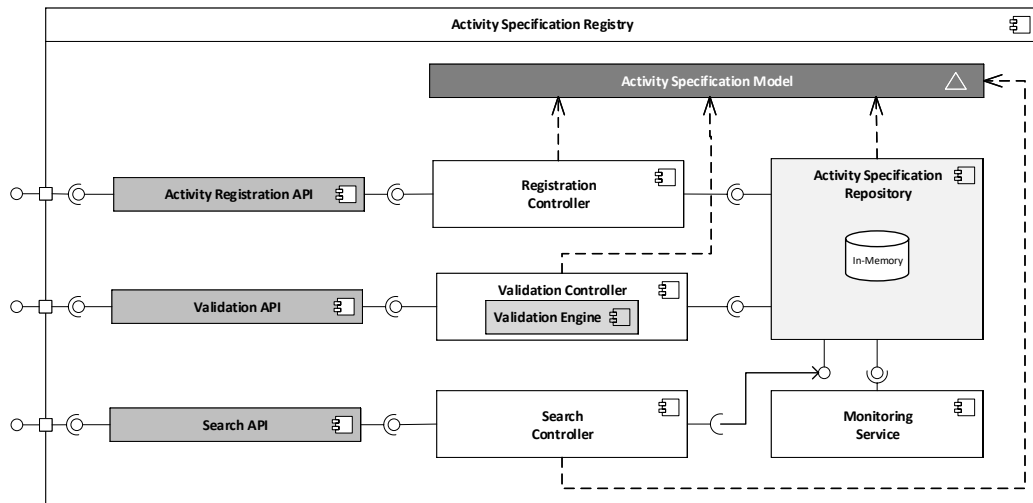 Activity Specification Registry
Activity Specification Model
Activity Registration API
Registration
Controller
Activity Specification
Repository
In-Memory
Validation API
Validation Controller
Validation Engine
Search API
Search
Controller
Monitoring
Service